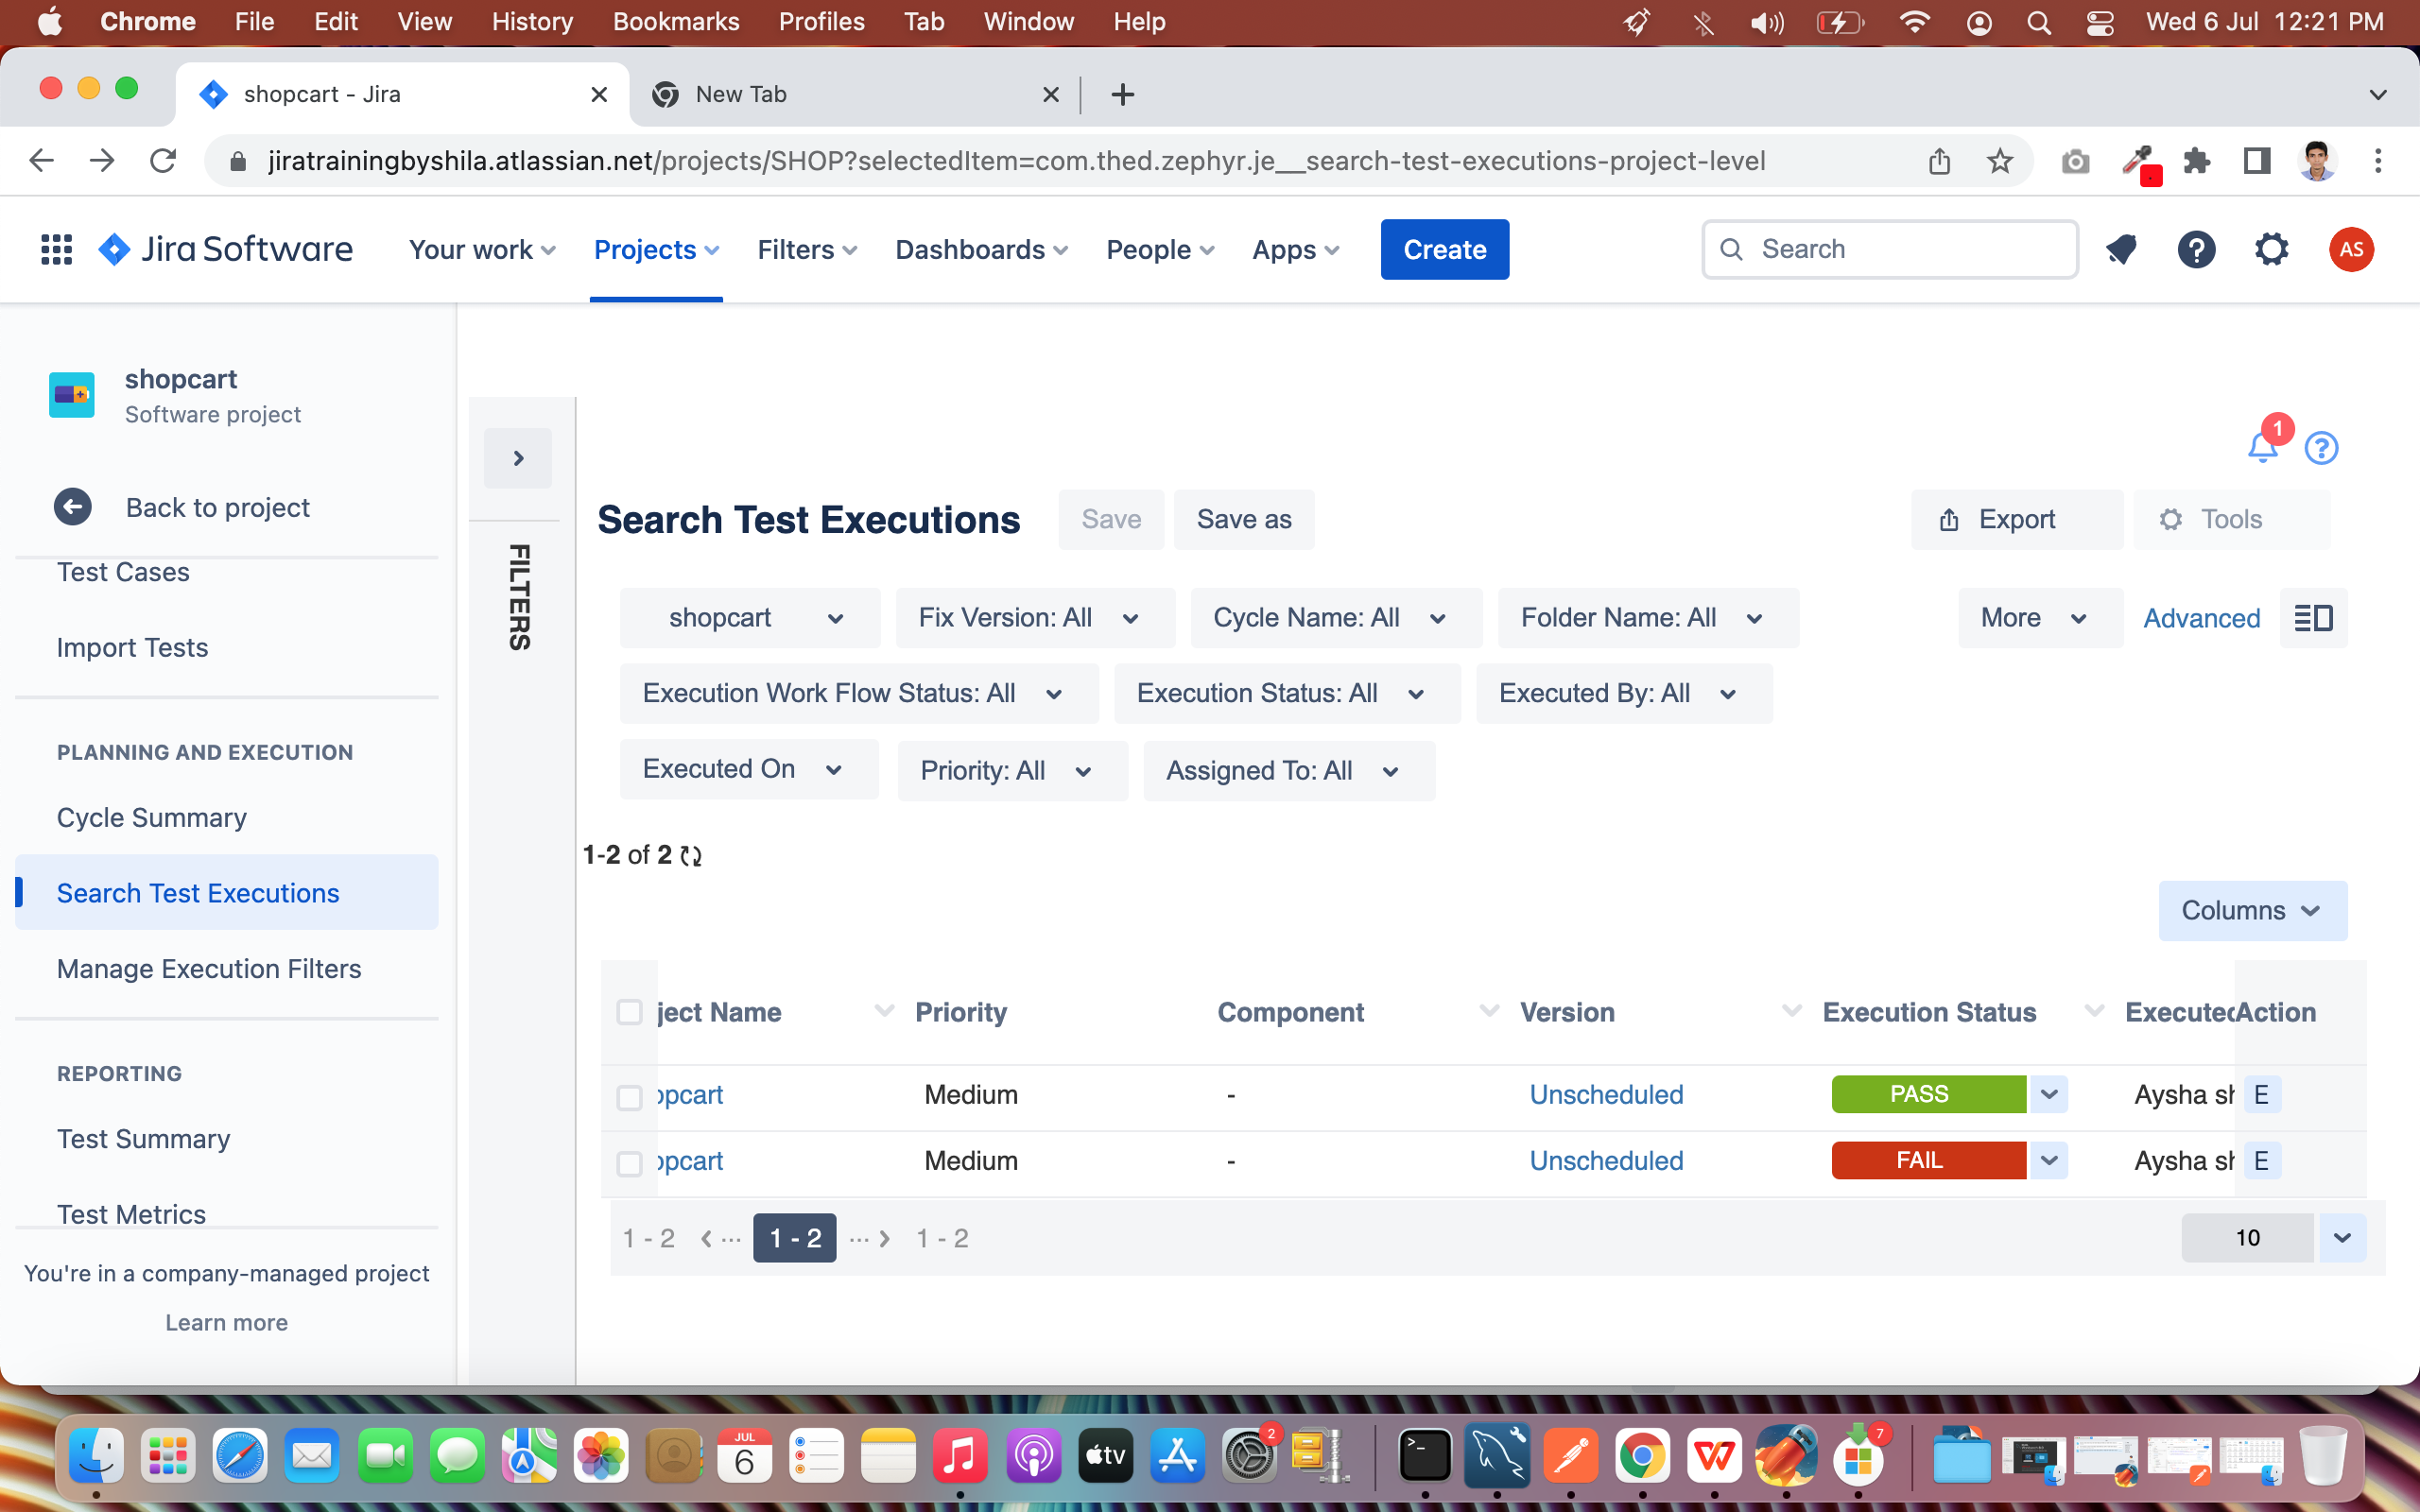 Chrome File Edit View History Bookmarks Profiles Tab Window Help Wed 6 Jul 12:21 PM
shopcart - Jira New Tab
jiratrainingbyshila.atlassian.net/projects/SHOP?selectedItem=com.thed.zephyr.je__search-test-executions-project-level
Jira Software Your work Projects Filters Dashboards People Apps Create Search AS
shopcart
Software project
Back to project
Test Cases
Import Tests
PLANNING AND EXECUTION
Cycle Summary
Search Test Executions
Manage Execution Filters
REPORTING
Test Summary
Test Metrics
You're in a company-managed project
Learn more
FILTERS
1
Search Test Executions Save Save as Export Tools
shopcart Fix Version: All Cycle Name: All Folder Name: All More Advanced
Execution Work Flow Status: All Execution Status: All Executed By: All
Executed On Priority: All Assigned To: All
1-2 of 2
Columns
ject Name Priority Component Version Execution Status Executed Action
opcart Medium - Unscheduled PASS Aysha sh E
opcart Medium - Unscheduled FAIL Aysha sh E
1 - 2 ... 1 - 2 ... 1 - 2 10
JUL
6
tv
2
7